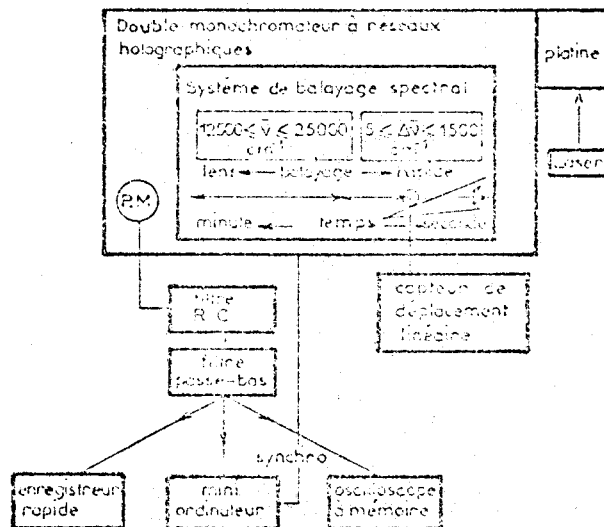 Double monochromateur à réseaux
holographiques
platine
Système de balayage spectral
12500 ≤ ν̄ ≤ 25000
cm⁻¹
5 ≤ Δν̄ ≤ 1500
cm⁻¹
lent balayage rapide
P.M.
minute temps seconde
laser
filtre
R C
capteur de
déplacement
linéaire
filtre
passe-bas
synchro
enregistreur
rapide
mini
ordinateur
oscilloscope
à mémoire